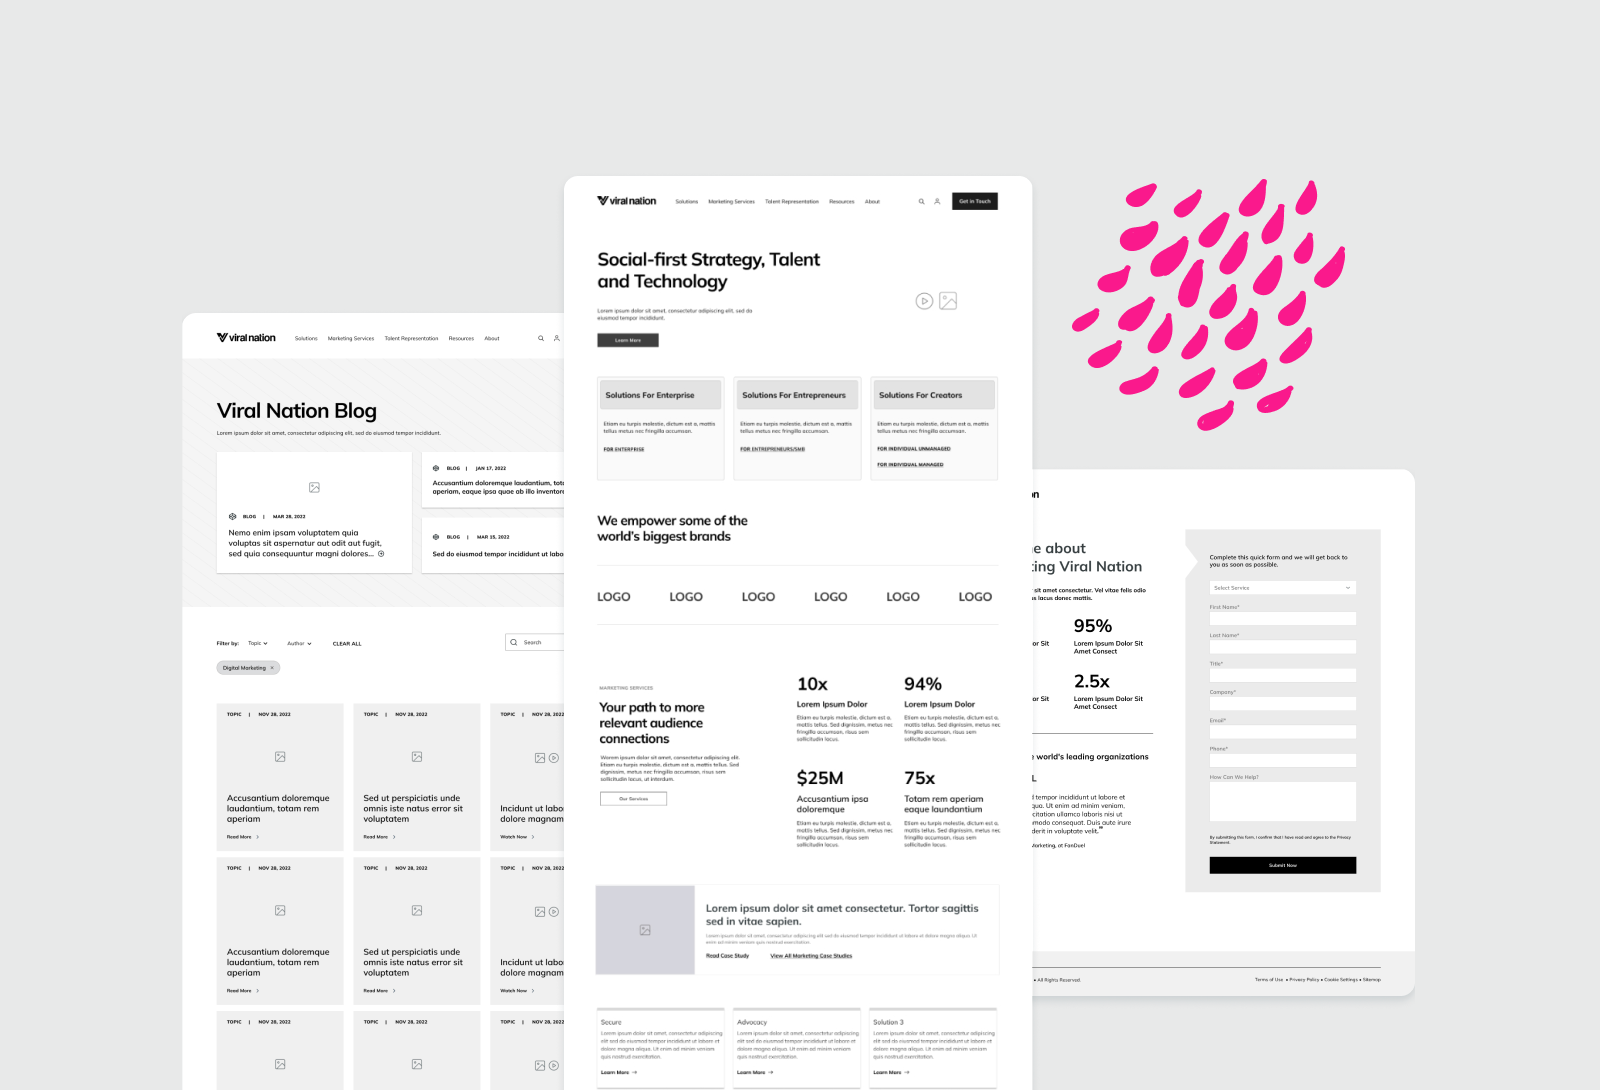 viral nation
Solutions
Marketing Services
Talent Representation
Resources
About
Viral Nation Blog
Lorem ipsum dolor sit amet, consectetur adipiscing elit, sed do eiusmod tempor incididunt.
BLOG | MAR 28, 2022
Nemo enim ipsam voluptatem quia
voluptas sit aspernatur aut odit aut fugit,
sed quia consequuntur magni dolores...
BLOG | JAN 17, 2022
Accusantium doloremque laudantium, tota
aperiam, eaque ipsa quae ab illo inventore
BLOG | MAR 15, 2022
Sed do eiusmod tempor incididunt ut labo
Filter by:
Topic
Author
CLEAR ALL
Search
Digital Marketing ×
TOPIC | NOV 28, 2022
Accusantium doloremque
laudantium, totam rem
aperiam
Read More
TOPIC | NOV 28, 2022
Sed ut perspiciatis unde
omnis iste natus error sit
voluptatem
Read More
TOPIC | NOV 28, 2022
Incidunt ut labo
dolore magnam
Watch Now
TOPIC | NOV 28, 2022
Accusantium doloremque
laudantium, totam rem
aperiam
Read More
TOPIC | NOV 28, 2022
Sed ut perspiciatis unde
omnis iste natus error sit
voluptatem
Read More
TOPIC | NOV 28, 2022
Incidunt ut labo
dolore magnam
Watch Now
TOPIC | NOV 28, 2022
TOPIC | NOV 28, 2022
TOPIC | NOV 28, 2022
viral nation
Solutions
Marketing Services
Talent Representation
Resources
About
Get in Touch
Social-first Strategy, Talent
and Technology
Lorem ipsum dolor sit amet, consectetur adipiscing elit, sed do
eiusmod tempor incididunt.
Learn More
Solutions For Enterprise
Etiam eu turpis molestie, dictum est a, mattis
tellus metus nec fringilla accumsan.
FOR ENTERPRISE
Solutions For Entrepreneurs
Etiam eu turpis molestie, dictum est a, mattis
tellus metus nec fringilla accumsan.
FOR ENTREPRENEURS/SMB
Solutions For Creators
Etiam eu turpis molestie, dictum est a, mattis
tellus metus nec fringilla accumsan.
FOR INDIVIDUAL UNMANAGED
FOR INDIVIDUAL MANAGED
We empower some of the
world's biggest brands
LOGO LOGO LOGO LOGO LOGO LOGO
MARKETING SERVICES
Your path to more
relevant audience
connections
Worem ipsum dolor sit amet, consectetur adipiscing elit.
Etiam eu turpis molestie, dictum est a, mattis tellus. Sed
dignissim, metus nec fringilla accumsan, risus sem
sollicitudin lacus, ut interdum.
Our Services
10x
Lorem Ipsum Dolor
Etiam eu turpis molestie, dictum est a,
mattis tellus. Sed dignissim, metus nec
fringilla accumsan, risus sem
sollicitudin lacus.
94%
Lorem Ipsum Dolor
Etiam eu turpis molestie, dictum est a,
mattis tellus. Sed dignissim, metus nec
fringilla accumsan, risus sem
sollicitudin lacus.
$25M
Accusantium ipsa
doloremque
Etiam eu turpis molestie, dictum est a,
mattis tellus. Sed dignissim, metus nec
fringilla accumsan, risus sem
sollicitudin lacus.
75x
Totam rem aperiam
eaque laundantium
Etiam eu turpis molestie, dictum est a,
mattis tellus. Sed dignissim, metus nec
fringilla accumsan, risus sem
sollicitudin lacus.
Lorem ipsum dolor sit amet consectetur. Tortor sagittis
sed in vitae sapien.
Lorem ipsum dolor sit amet, consectetur adipiscing elit sed do eiusmod tempor incididunt ut labore et dolore magna aliqua. Ut
enim ad minim veniam quis nostrud exercitation.
Read Case Study
View All Marketing Case Studies
Secure
Lorem ipsum dolor sit amet, consectetur adipiscing
elit sed do eiusmod tempor incididunt ut labore et
dolore magna aliqua. Ut enim ad minim veniam
quis nostrud exercitation.
Learn More
Advocacy
Lorem ipsum dolor sit amet, consectetur adipiscing
elit sed do eiusmod tempor incididunt ut labore et
dolore magna aliqua. Ut enim ad minim veniam
quis nostrud exercitation.
Learn More
Solution 3
Lorem ipsum dolor sit amet, consectetur adipiscing
elit sed do eiusmod tempor incididunt ut labore et
dolore magna aliqua. Ut enim ad minim veniam
quis nostrud exercitation.
Learn More
on
e about
ting Viral Nation
sit amet consectetur. Vel vitae felis odio
s lacus donec mattis.
or Sit
95%
Lorem Ipsum Dolor Sit
Amet Consect
or Sit
2.5x
Lorem Ipsum Dolor Sit
Amet Consect
e world's leading organizations
L
d tempor incididunt ut labore et
qua. Ut enim ad minim veniam,
citation ullamco laboris nisi ut
modo consequat. Duis aute irure
derit in voluptate velit."
Marketing, at FanDuel
Complete this quick form and we will get back to
you as soon as possible.
Select Service
First Name*
Last Name*
Title*
Company*
Email*
Phone*
How Can We Help?
By submitting this form, I confirm that I have read and agree to the Privacy
Statement
Submit Now
• All Rights Reserved.
Terms of Use • Privacy Policy • Cookie Settings • Sitemap